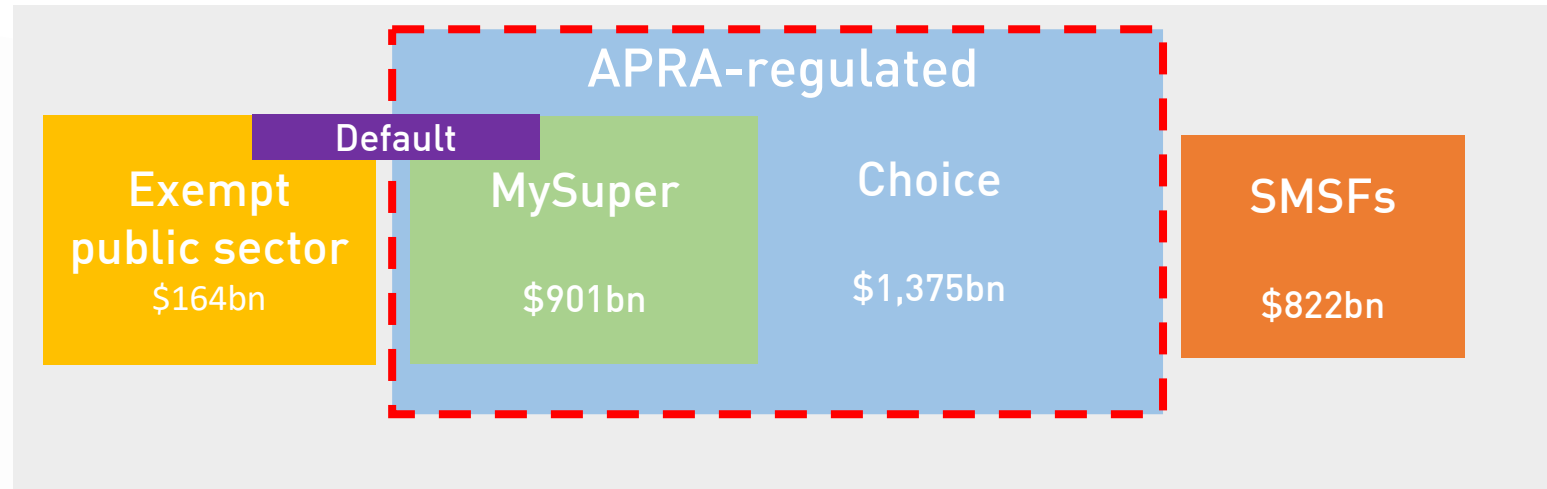 APRA-regulated
Default
Exempt
public sector
$164bn
MySuper
$901bn
Choice
$1,375bn
SMSFs
$822bn